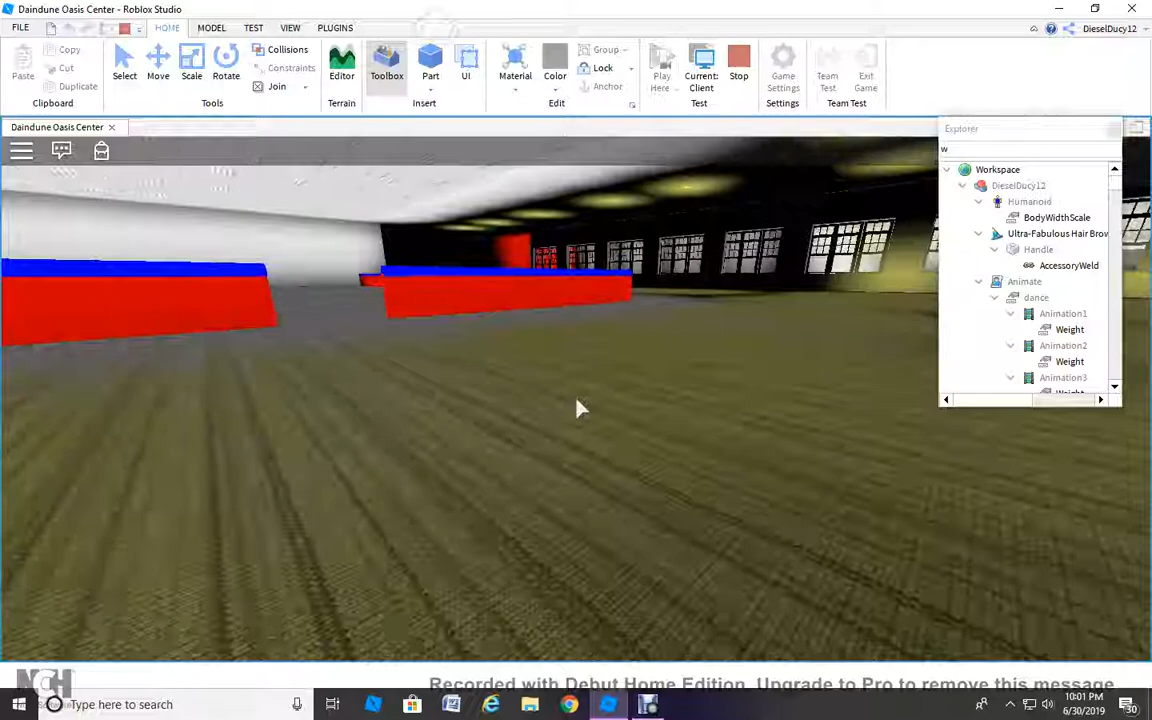 Daindune Oasis Center - Roblox Studio
FILE HOME MODEL TEST VIEW PLUGINS DieselDucy12
Paste Copy Cut Duplicate Clipboard
Select Move Scale Rotate Collisions Constraints Join Tools
Editor Terrain
Toolbox Part UI Insert
Material Color Group Lock Anchor Edit
Play Here Current: Client Stop Test
Game Settings Settings
Team Test Exit Game Team Test
Daindune Oasis Center
Explorer
w
Workspace
DieselDucy12
Humanoid
BodyWidthScale
Ultra-Fabulous Hair Brow
Handle
AccessoryWeld
Animate
dance
Animation1
Weight
Animation2
Weight
Animation3
Weight
NCH
Recorded with Debut Home Edition. Upgrade to Pro to remove this message
Type here to search
10:01 PM
6/30/2019
30